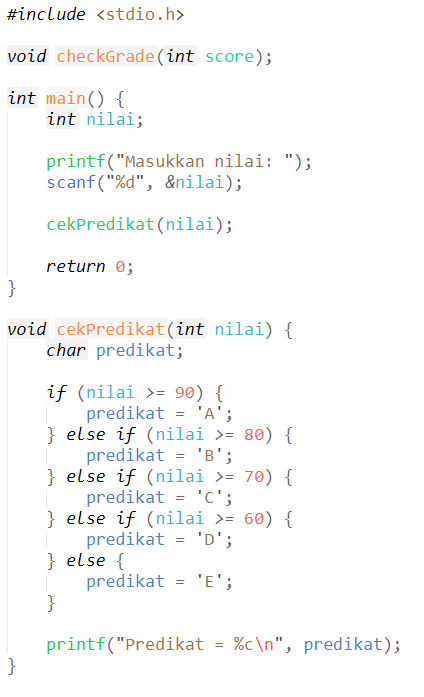 #include <stdio.h>
void checkGrade(int score);
int main() {
int nilai;
printf("Masukkan nilai: ");
scanf("%d", &nilai);
cekPredikat(nilai);
return 0;
}
void cekPredikat(int nilai) {
char predikat;
if (nilai >= 90) {
predikat = 'A';
} else if (nilai >= 80) {
predikat = 'B';
} else if (nilai >= 70) {
predikat = 'C';
} else if (nilai >= 60) {
predikat = 'D';
} else {
predikat = 'E';
}
printf("Predikat = %c\n", predikat);
}